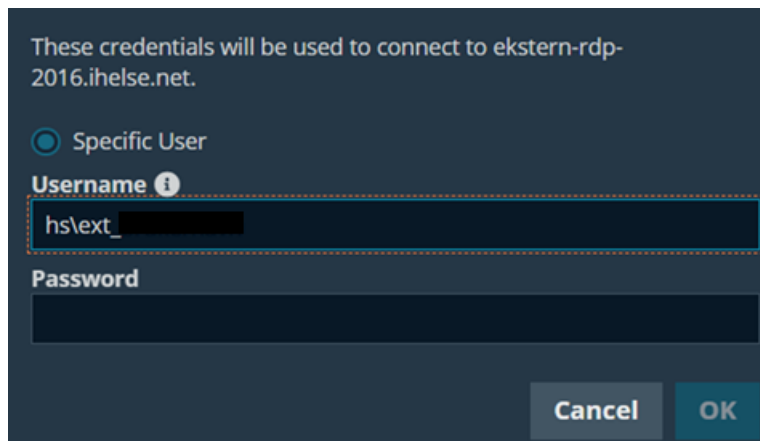 These credentials will be used to connect to ekstern-rdp-
2016.ihelse.net.
Specific User
Username
hs\ext_
Password
Cancel OK